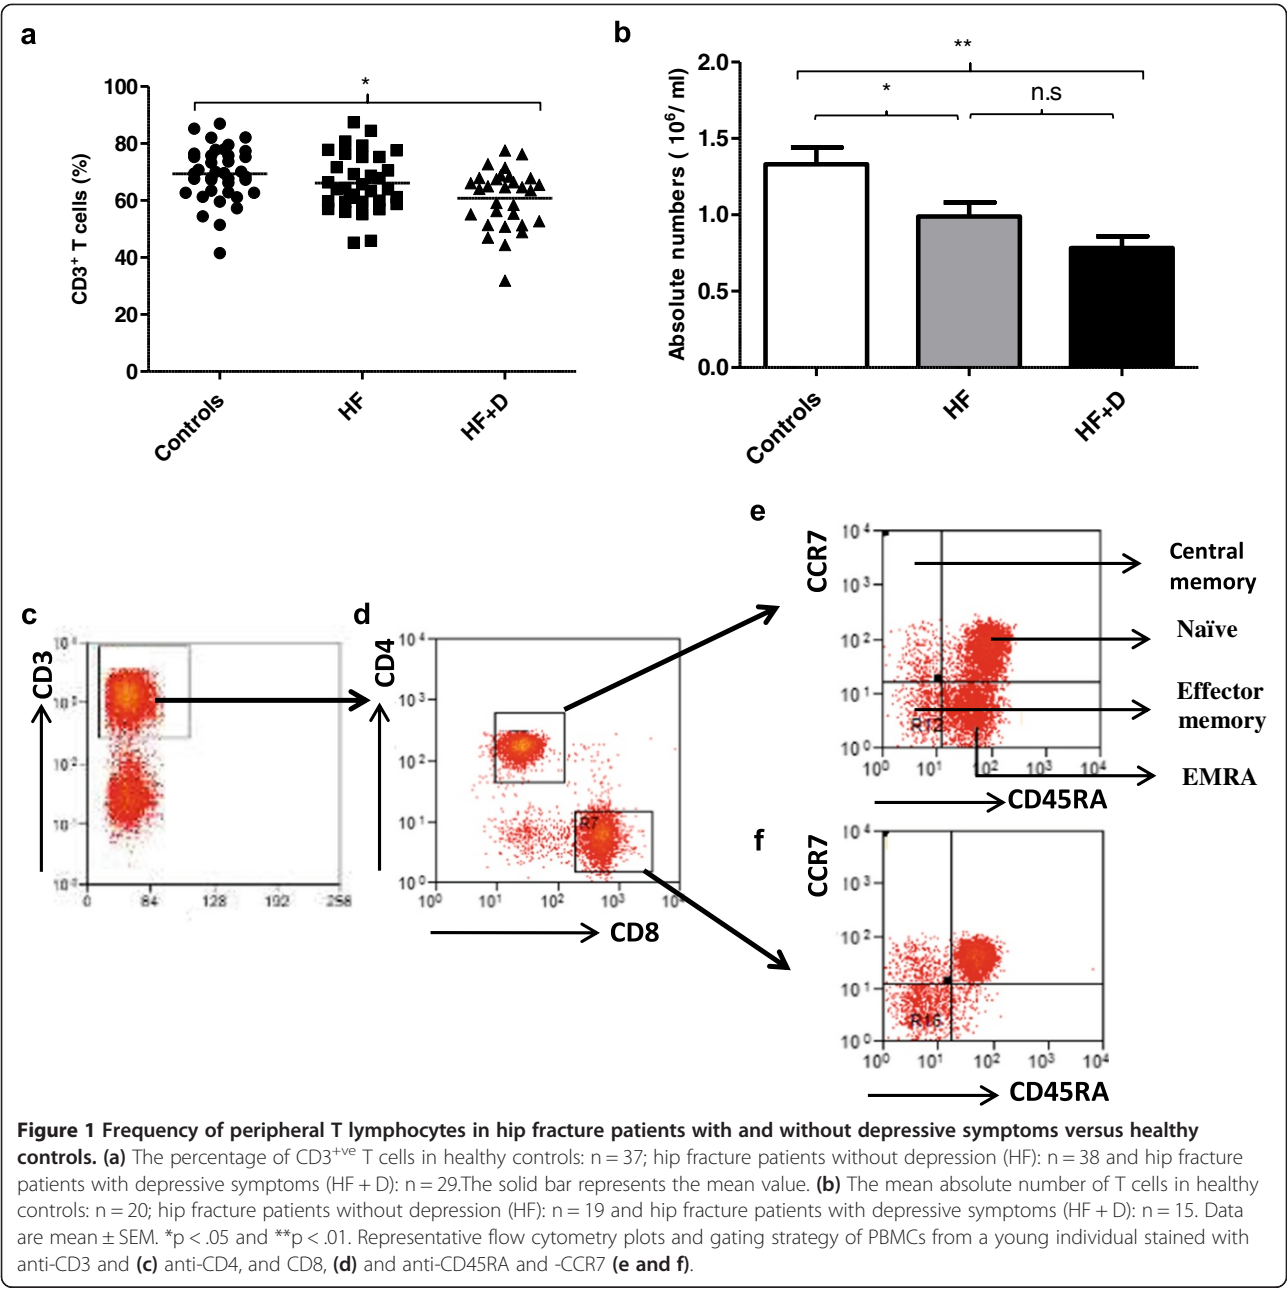 a
*
100
80
60
40
20
0
CD3+ T cells (%)
Controls
HF
HF+D
b
**
*
n.s
2.0
1.5
1.0
0.5
0.0
Absolute numbers ( 10⁶/ ml)
Controls
HF
HF+D
c
CD3
0
64
128
192
256
d
CD4
10⁴
10³
10²
10¹
10⁰
R7
10⁰ 10¹ 10² 10³
CD8
e
CCR7
10⁴
10³
10²
10¹
10⁰
R12
10⁰ 10¹ 10² 10³ 10⁴
CD45RA
Central
memory
Naïve
Effector
memory
EMRA
f
CCR7
10⁴
10³
10²
10¹
10⁰
R16
10⁰ 10¹ 10² 10³ 10⁴
CD45RA
Figure 1 Frequency of peripheral T lymphocytes in hip fracture patients with and without depressive symptoms versus healthy
controls. (a) The percentage of CD3⁺ᵛᵉ T cells in healthy controls: n = 37; hip fracture patients without depression (HF): n = 38 and hip fracture
patients with depressive symptoms (HF + D): n = 29.The solid bar represents the mean value. (b) The mean absolute number of T cells in healthy
controls: n = 20; hip fracture patients without depression (HF): n = 19 and hip fracture patients with depressive symptoms (HF + D): n = 15. Data
are mean ± SEM. *p < .05 and **p < .01. Representative flow cytometry plots and gating strategy of PBMCs from a young individual stained with
anti-CD3 and (c) anti-CD4, and CD8, (d) and anti-CD45RA and -CCR7 (e and f).